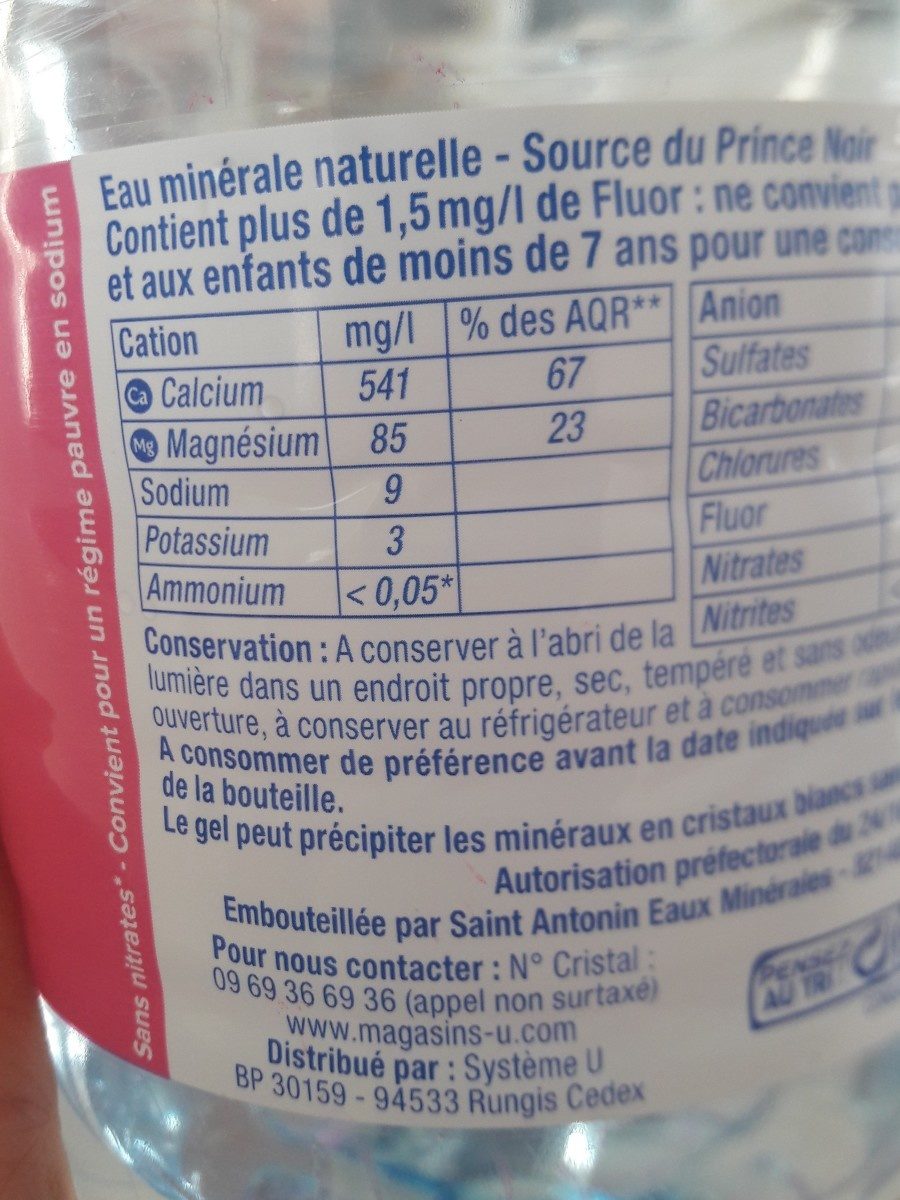 Sans nitrates* - Convient pour un régime pauvre en sodium
Eau minérale naturelle - Source du Prince Noir
Contient plus de 1,5 mg/l de Fluor : ne convient
et aux enfants de moins de 7 ans pour une
Cation mg/l % des AQR** Anion
Ca Calcium 541 67 Sulfates
Mg Magnésium 85 23 Bicarbonates
Sodium 9 Chlorures
Potassium 3 Fluor
Ammonium < 0,05* Nitrates
Nitrites
Conservation : A conserver à l'abri de la
lumière dans un endroit propre, sec, tempéré et sans
ouverture, à conserver au réfrigérateur et à consommer
A consommer de préférence avant la date indiquée
de la bouteille.
Le gel peut précipiter les minéraux en cristaux blancs
Autorisation préfectorale du
Embouteillée par Saint Antonin Eaux Minérales -
Pour nous contacter : N° Cristal :
09 69 36 69 36 (appel non surtaxé)
www.magasins-u.com
Distribué par : Système U
BP 30159 - 94533 Rungis Cedex
PENSEZ
AU TRI